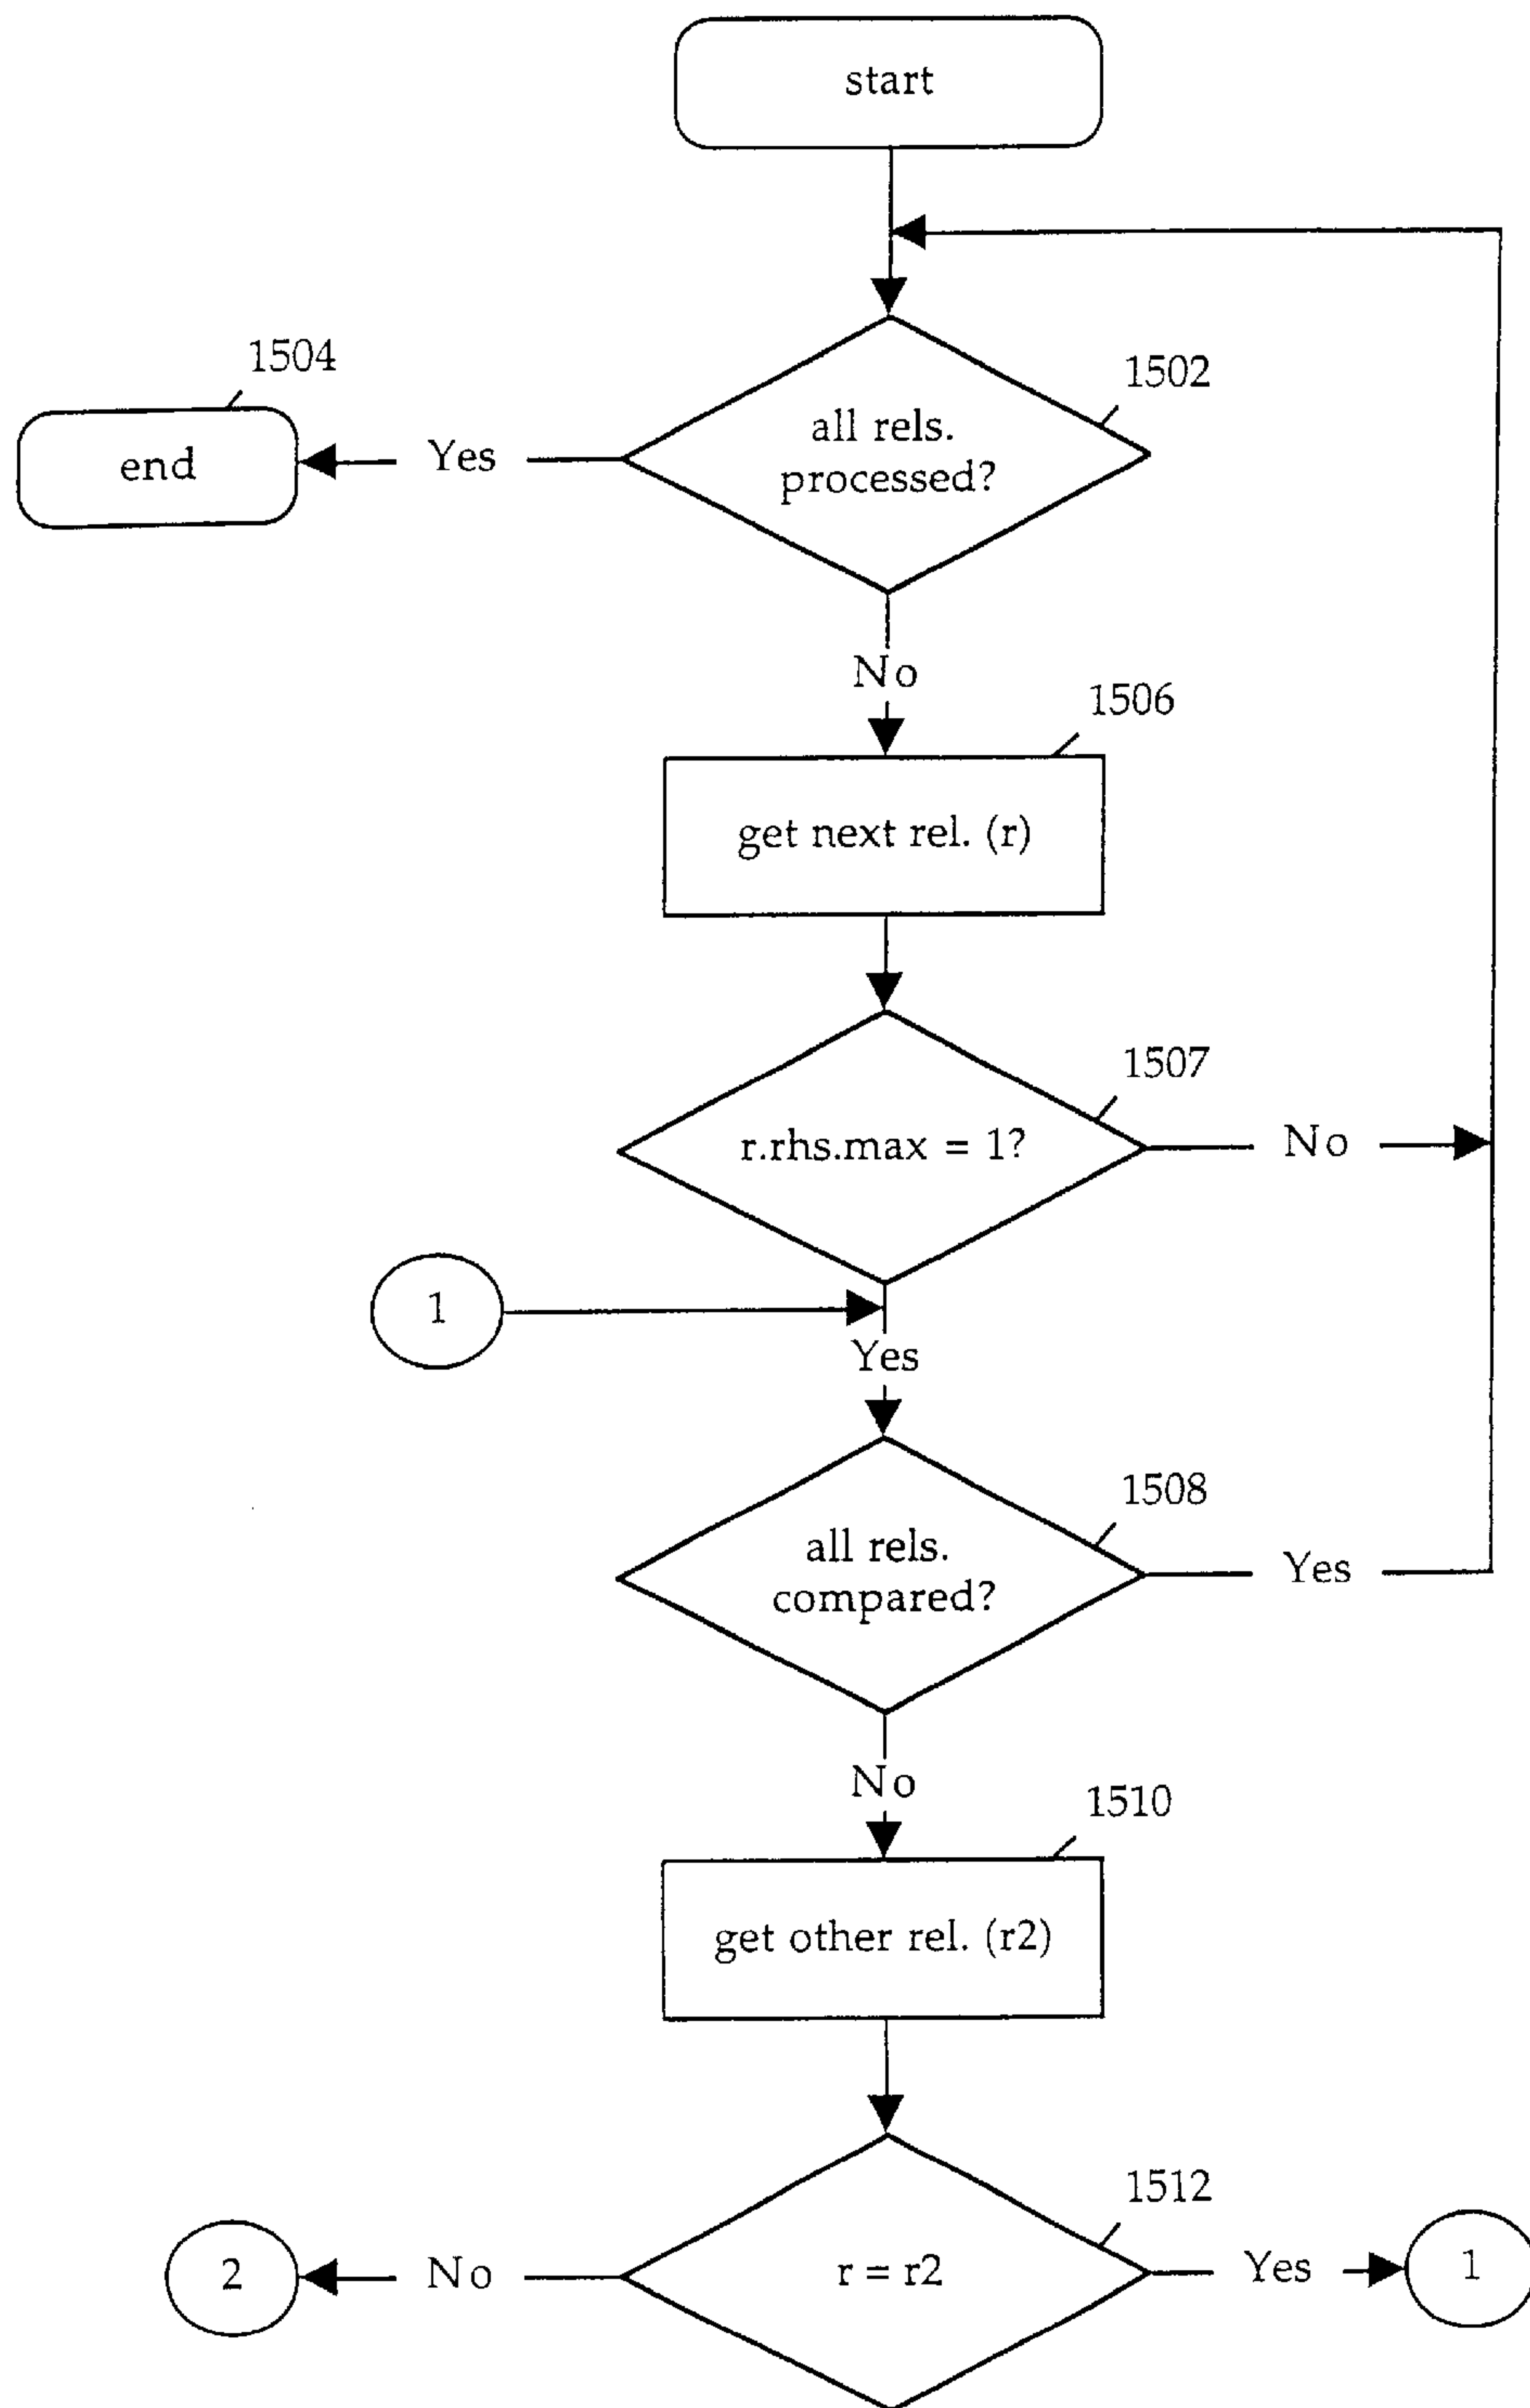 start
1504
1502
end
Yes
all rels.
processed?
No
1506
get next rel. (r)
1507
r.rhs.max = 1?
No
1
Yes
1508
all rels.
compared?
Yes
No
1510
get other rel. (r2)
1512
2
No
r = r2
Yes
1